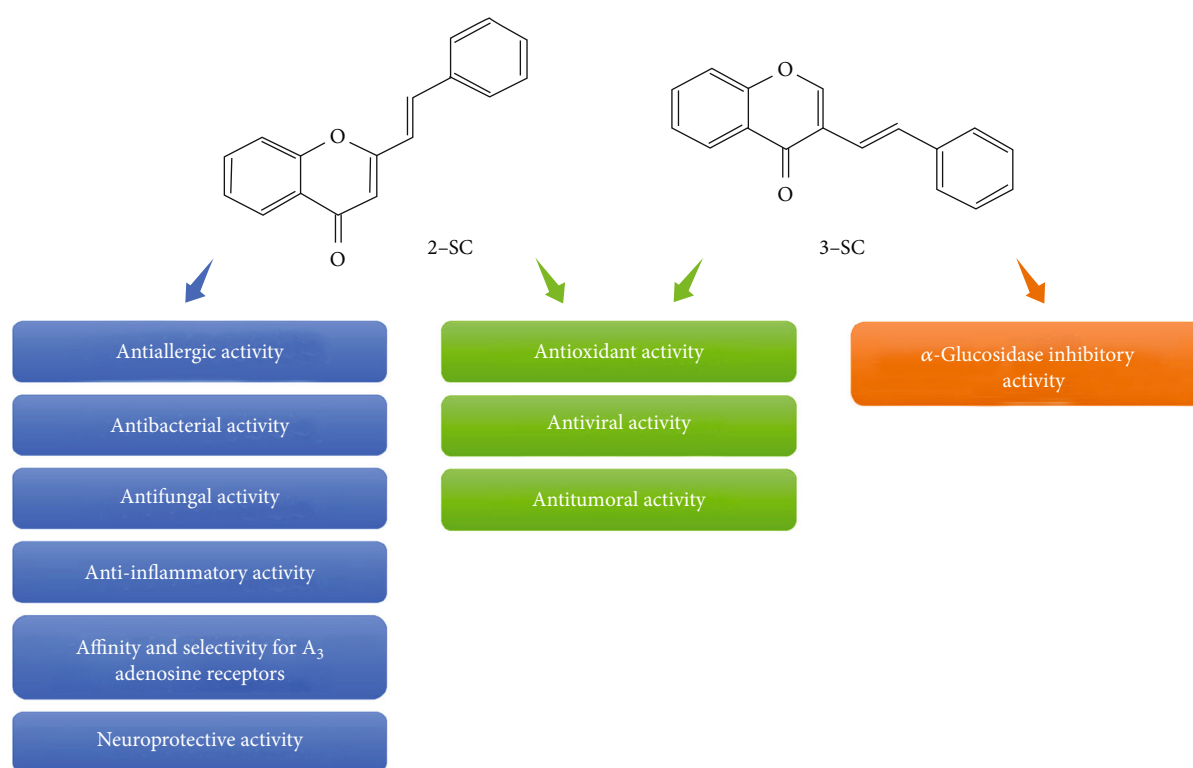 O
O
2–SC
O
O
3–SC
Antiallergic activity
Antibacterial activity
Antifungal activity
Anti-inflammatory activity
Affinity and selectivity for A₃
adenosine receptors
Neuroprotective activity
Antioxidant activity
Antiviral activity
Antitumoral activity
α-Glucosidase inhibitory
activity